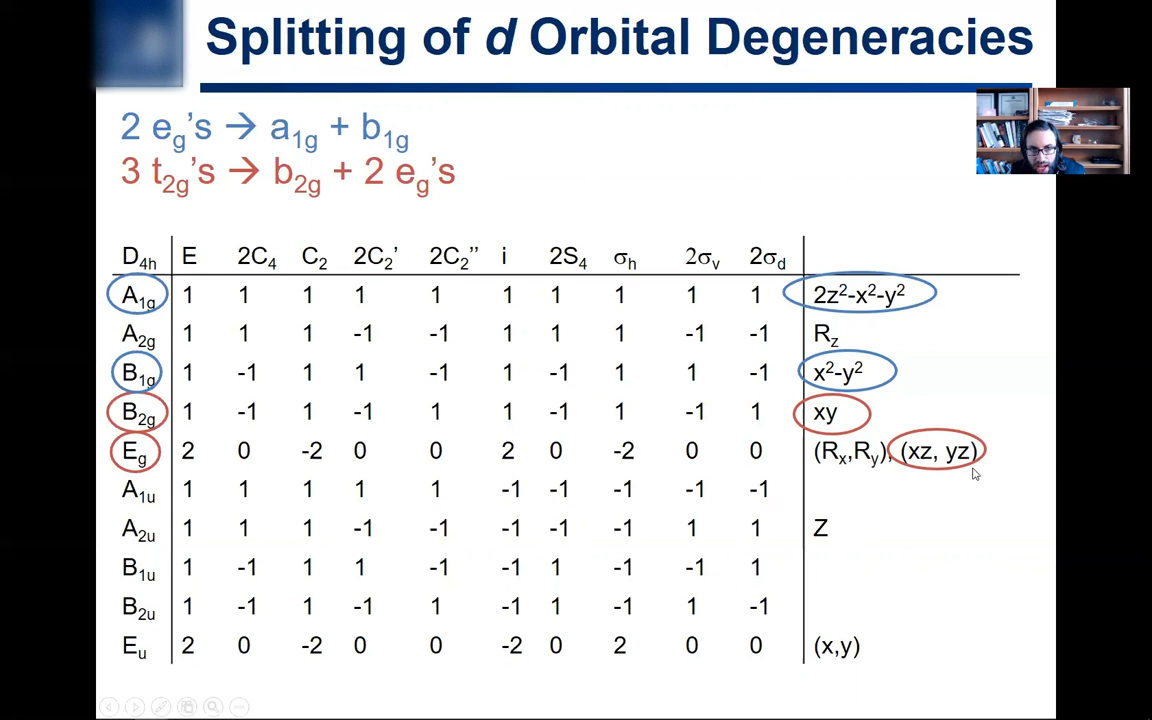 Splitting of d Orbital Degeneracies
2 eg's → a1g + b1g
3 t2g's → b2g + 2 eg's
D4h E 2C4 C2 2C2' 2C2'' i 2S4 σh 2σv 2σd
A1g 1 1 1 1 1 1 1 1 1 1 2z²-x²-y²
A2g 1 1 1 -1 -1 1 1 1 -1 -1 Rz
B1g 1 -1 1 1 -1 1 -1 1 1 -1 x²-y²
B2g 1 -1 1 -1 1 1 -1 1 -1 1 xy
Eg 2 0 -2 0 0 2 0 -2 0 0 (Rx,Ry), (xz, yz)
A1u 1 1 1 1 1 -1 -1 -1 -1 -1
A2u 1 1 1 -1 -1 -1 -1 -1 1 1 Z
B1u 1 -1 1 1 -1 -1 1 -1 -1 1
B2u 1 -1 1 -1 1 -1 1 -1 1 -1
Eu 2 0 -2 0 0 -2 0 2 0 0 (x,y)